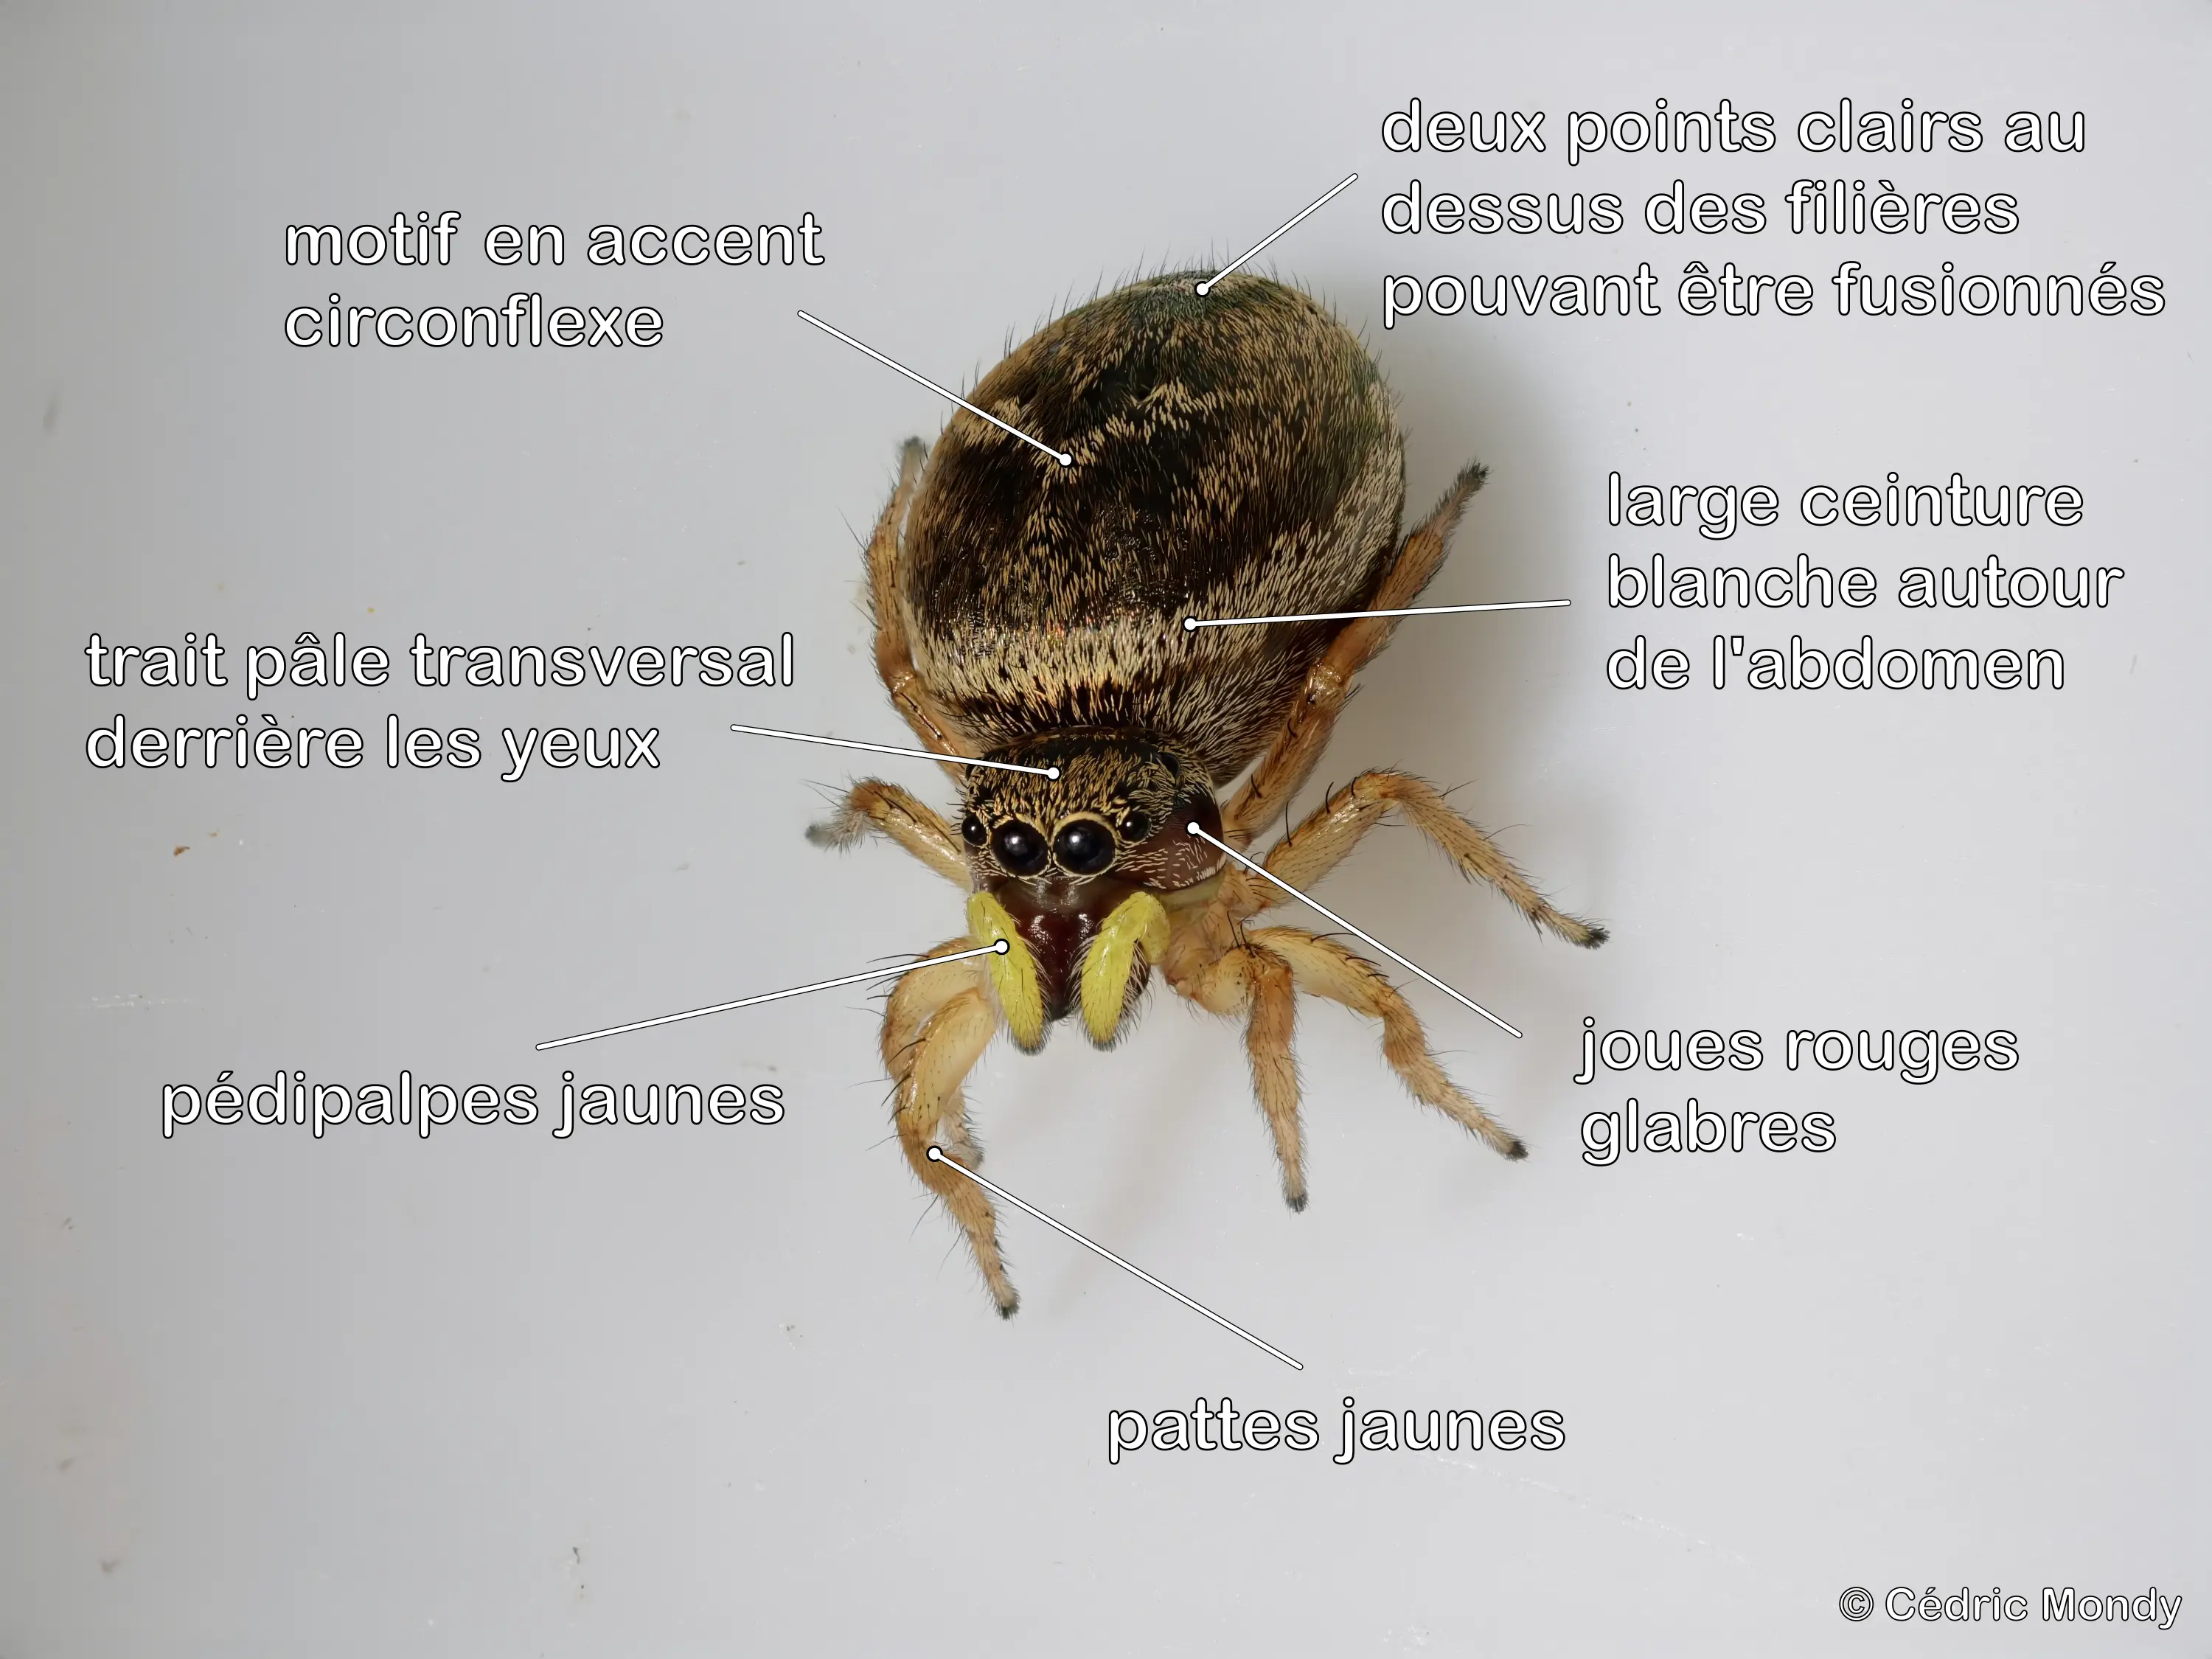 deux points clairs au
dessus des filières
pouvant être fusionnés
motif en accent
circonflexe
large ceinture
blanche autour
de l'abdomen
trait pâle transversal
derrière les yeux
joues rouges
glabres
pédipalpes jaunes
pattes jaunes
© Cédric Mondy